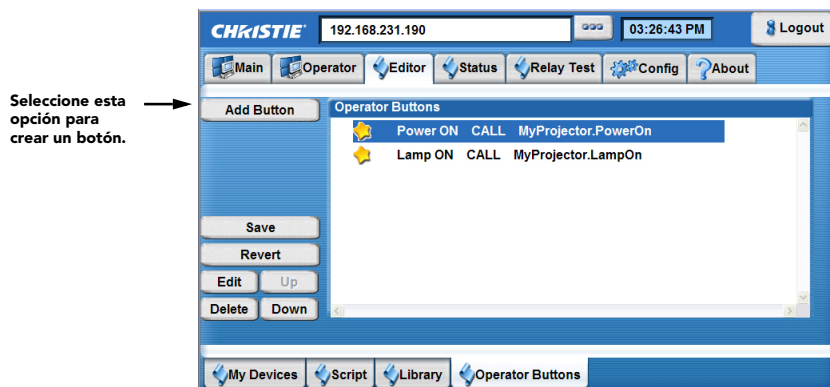 CHRISTIE 192.168.231.190 03:26:43 PM Logout
Main Operator Editor Status Relay Test Config About
Seleccione esta
opción para
crear un botón.
Add Button
Operator Buttons
Power ON CALL MyProjector.PowerOn
Lamp ON CALL MyProjector.LampOn
Save
Revert
Edit Up
Delete Down
My Devices Script Library Operator Buttons